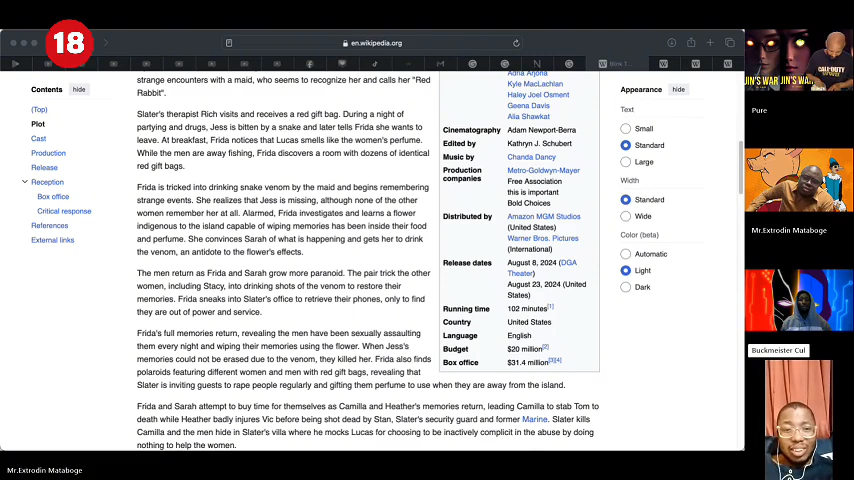 18
en.wikipedia.org
Contents hide
(Top)
Plot
Cast
Production
Release
Reception
Box office
Critical response
References
External links
strange encounters with a maid, who seems to recognize her and calls her "Red
Rabbit".
Slater's therapist Rich visits and receives a red gift bag. During a night of
partying and drugs, Jess is bitten by a snake and later tells Frida she wants to
leave. At breakfast, Frida notices that Lucas smells like the women's perfume.
While the men are away fishing, Frida discovers a room with dozens of identical
red gift bags.
Frida is tricked into drinking snake venom by the maid and begins remembering
strange events. She realizes that Jess is missing, although none of the other
women remember her at all. Alarmed, Frida investigates and learns a flower
indigenous to the island capable of wiping memories has been inside their food
and perfume. She convinces Sarah of what is happening and gets her to drink
the venom, an antidote to the flower's effects.
The men return as Frida and Sarah grow more paranoid. The pair trick the other
women, including Stacy, into drinking shots of the venom to restore their
memories. Frida sneaks into Slater's office to retrieve their phones, only to find
they are out of power and service.
Frida's full memories return, revealing the men have been sexually assaulting
them every night and wiping their memories using the flower. When Jess's
memories could not be erased due to the venom, they killed her. Frida also finds
polaroids featuring different women and men with red gift bags, revealing that
Slater is inviting guests to rape people regularly and gifting them perfume to use when they are away from the island.
Frida and Sarah attempt to buy time for themselves as Camilla and Heather's memories return, leading Camilla to stab Tom to
death while Heather badly injures Vic before being shot dead by Stan, Slater's security guard and former Marine. Slater kills
Camilla and the men hide in Slater's villa where he mocks Lucas for choosing to be inactively complicit in the abuse by doing
nothing to help the women.
Adria Arjona
Kyle MacLachlan
Haley Joel Osment
Geena Davis
Alia Shawkat
Cinematography Adam Newport-Berra
Edited by Kathryn J. Schubert
Music by Chanda Dancy
Production companies Metro-Goldwyn-Mayer
Free Association
this is important
Bold Choices
Distributed by Amazon MGM Studios
(United States)
Warner Bros. Pictures
(International)
Release dates August 8, 2024 (DGA
Theater)
August 23, 2024 (United
States)
Running time 102 minutes[1]
Country United States
Language English
Budget $20 million[2]
Box office $31.4 million[3][4]
Appearance hide
Text
Small
Standard
Large
Width
Standard
Wide
Color (beta)
Automatic
Light
Dark
JIN'S WAR
CALL OF DUTY
Pure
Mr.Extrodin Mataboge
Buckmeister Cul
Mr.Extrodin Mataboge